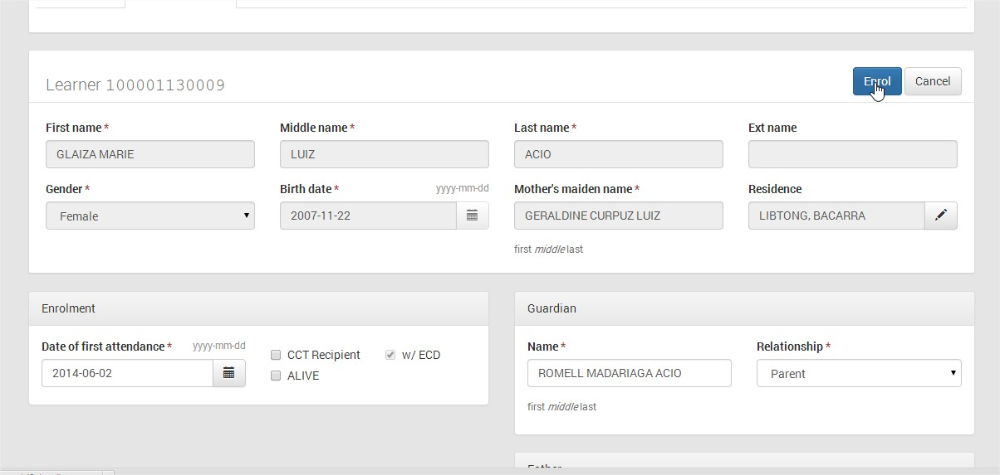 Learner 100001130009
Enrol Cancel
First name * Middle name * Last name * Ext name
GLAIZA MARIE LUIZ ACIO
Gender * Birth date * yyyy-mm-dd Mother's maiden name * Residence
Female 2007-11-22 GERALDINE CURPUZ LUIZ LIBTONG, BACARRA
first middle last
Enrolment Guardian
Date of first attendance * yyyy-mm-dd CCT Recipient w/ ECD Name * Relationship *
2014-06-02 ALIVE ROMELL MADARIAGA ACIO Parent
first middle last